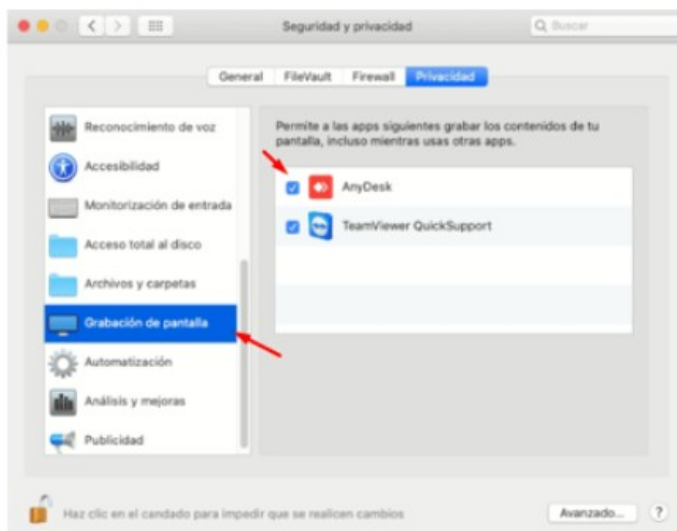 Seguridad y privacidad
Buscar
General FileVault Firewall Privacidad
Reconocimiento de voz
Accesibilidad
Monitorización de entrada
Acceso total al disco
Archivos y carpetas
Grabación de pantalla
Automatización
Análisis y mejoras
Publicidad
Permite a las apps siguientes grabar los contenidos de tu
pantalla, incluso mientras usas otras apps.
AnyDesk
TeamViewer QuickSupport
Haz clic en el candado para impedir que se realicen cambios
Avanzado...
?